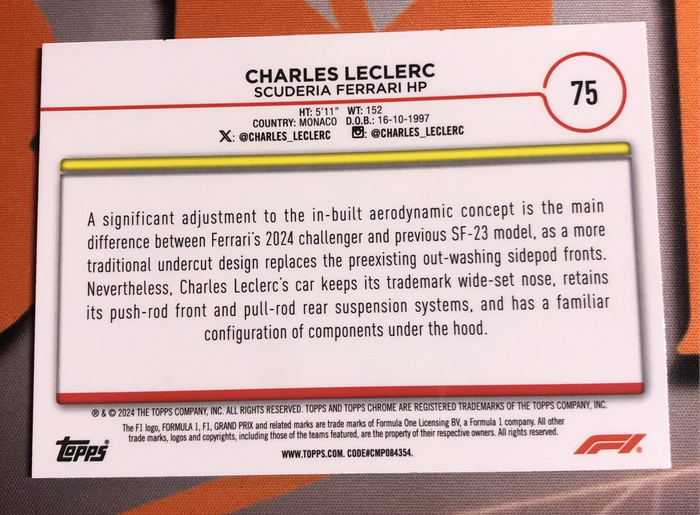 CHARLES LECLERC
SCUDERIA FERRARI HP
75
HT: 5'11" WT: 152
COUNTRY: MONACO D.O.B.: 16-10-1997
X: @CHARLES_LECLERC : @CHARLES_LECLERC
A significant adjustment to the in-built aerodynamic concept is the main
difference between Ferrari's 2024 challenger and previous SF-23 model, as a more
traditional undercut design replaces the preexisting out-washing sidepod fronts.
Nevertheless, Charles Leclerc's car keeps its trademark wide-set nose, retains
its push-rod front and pull-rod rear suspension systems, and has a familiar
configuration of components under the hood.
® & © 2024 THE TOPPS COMPANY, INC. ALL RIGHTS RESERVED. TOPPS AND TOPPS CHROME ARE REGISTERED TRADEMARKS OF THE TOPPS COMPANY, INC.
The F1 logo, FORMULA 1, F1, GRAND PRIX and related marks are trade marks of Formula One Licensing BV, a Formula 1 company. All other
trade marks, logos and copyrights, including those of the teams featured, are the property of their respective owners. All rights reserved.
topps®
WWW.TOPPS.COM. CODE#CMP084354.
F1®